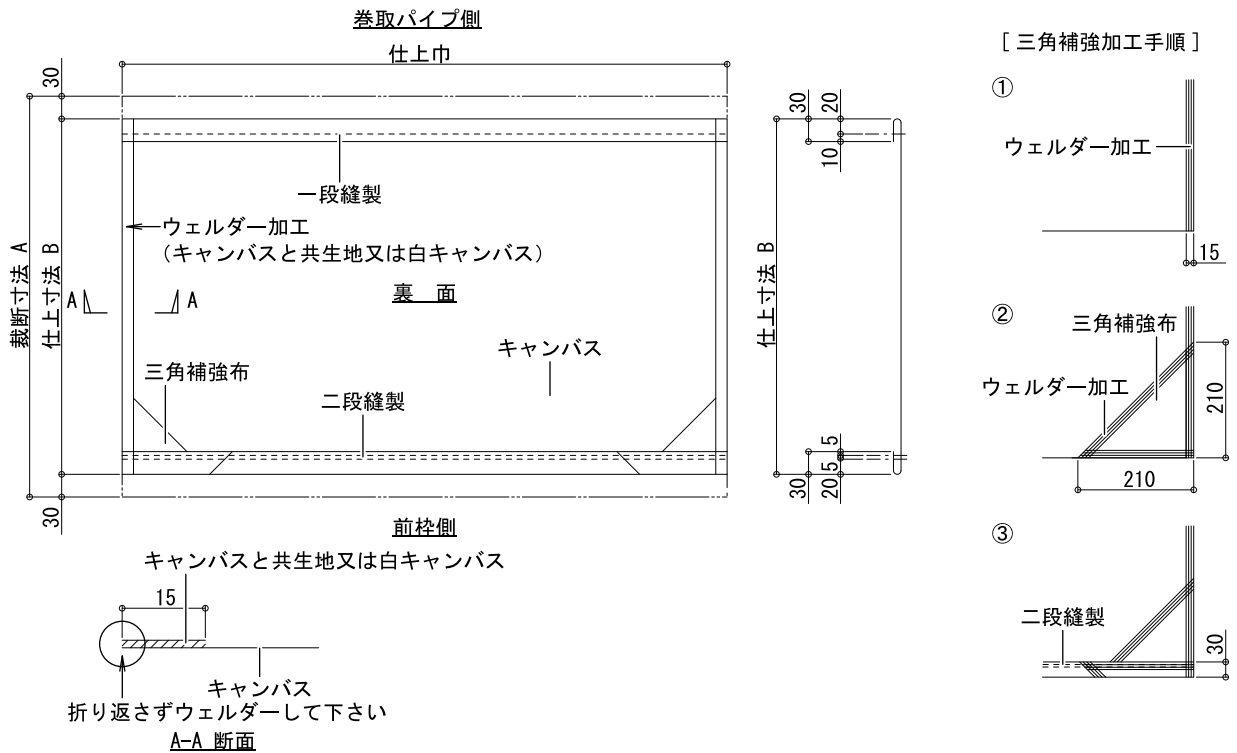 巻取パイプ側
仕上巾
30
裁断寸法 A
仕上寸法 B
一段縫製
ウェルダー加工
(キャンバスと共生地又は白キャンバス)
A
A
裏 面
キャンバス
三角補強布
二段縫製
30
前枠側
30
20
10
仕上寸法 B
5
5
30
20
キャンバスと共生地又は白キャンバス
15
キャンバス
折り返さずウェルダーして下さい
A-A 断面
[ 三角補強加工手順 ]
①
ウェルダー加工
15
②
三角補強布
ウェルダー加工
210
210
③
二段縫製
30